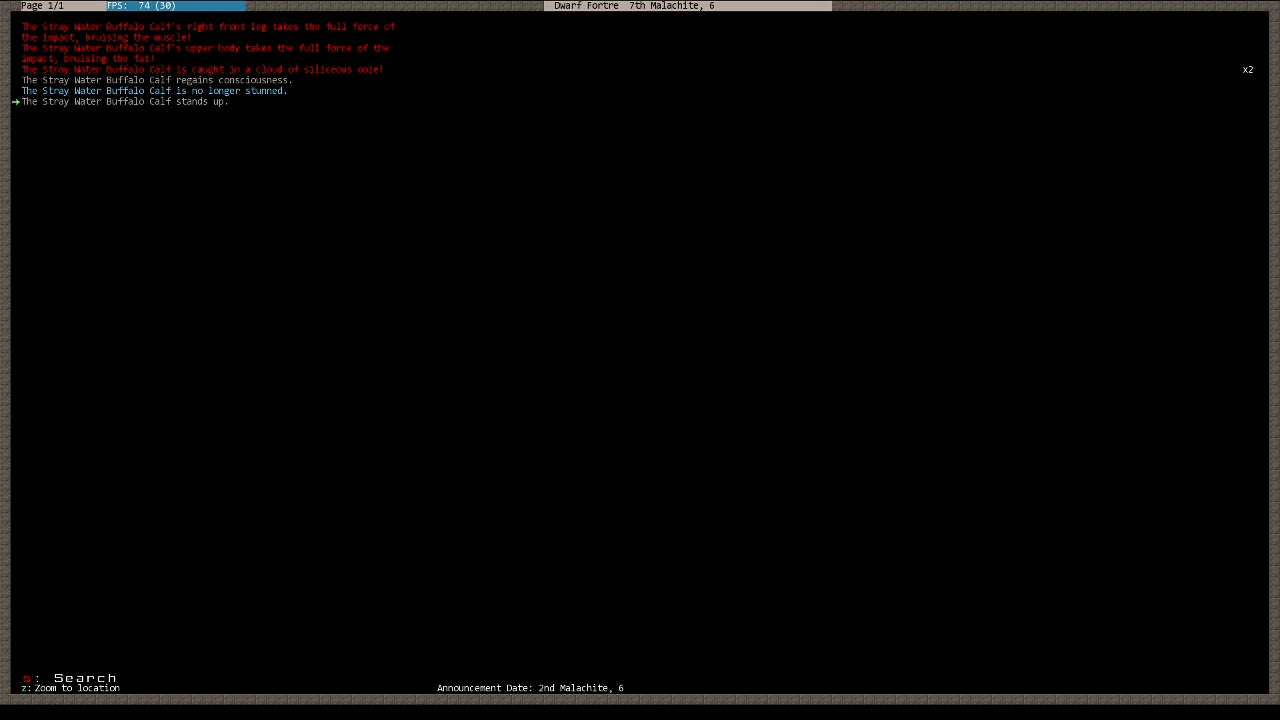 Page 1/1 FPS: 74 (30) Dwarf Fortre 7th Malachite, 6
The Stray Water Buffalo Calf's right front leg takes the full force of
the impact, bruising the muscle!
The Stray Water Buffalo Calf's upper body takes the full force of the
impact, bruising the fat!
The Stray Water Buffalo Calf is caught in a cloud of siliceous ooze! x2
The Stray Water Buffalo Calf regains consciousness.
The Stray Water Buffalo Calf is no longer stunned.
The Stray Water Buffalo Calf stands up.
s: Search
z: Zoom to location Announcement Date: 2nd Malachite, 6